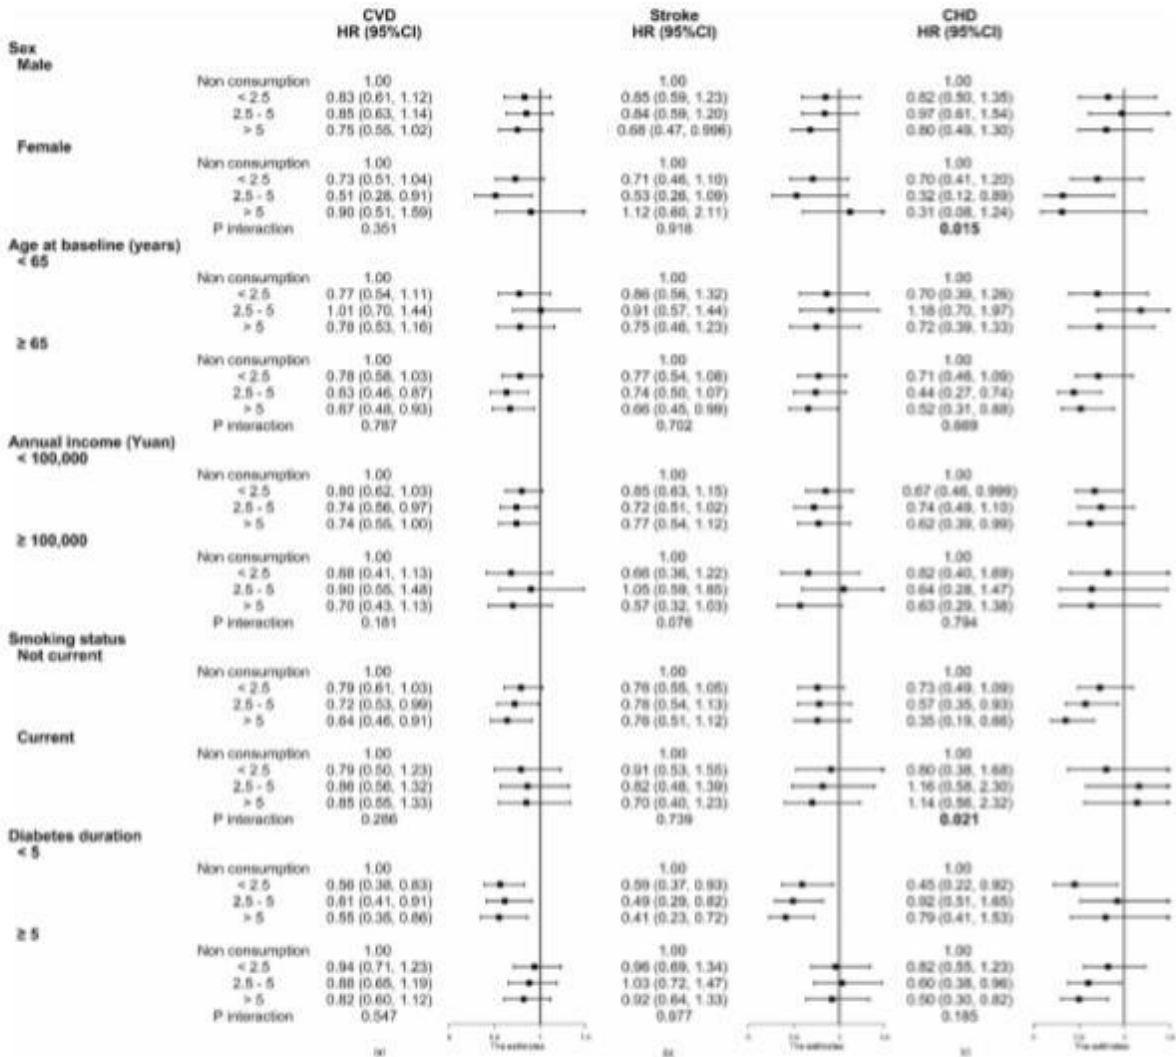 CVD Stroke CHD
HR (95%CI) HR (95%CI) HR (95%CI)
Sex
Male
Non consumption 1.00 1.00 1.00
< 2.5 0.83 (0.61, 1.12) 0.85 (0.59, 1.23) 0.82 (0.50, 1.35)
2.5 - 5 0.85 (0.63, 1.14) 0.84 (0.59, 1.20) 0.97 (0.61, 1.54)
> 5 0.75 (0.55, 1.02) 0.68 (0.47, 0.996) 0.80 (0.49, 1.30)
Female
Non consumption 1.00 1.00 1.00
< 2.5 0.73 (0.51, 1.04) 0.71 (0.46, 1.10) 0.70 (0.41, 1.20)
2.5 - 5 0.51 (0.28, 0.91) 0.53 (0.26, 1.09) 0.32 (0.12, 0.89)
> 5 0.90 (0.51, 1.59) 1.12 (0.60, 2.11) 0.31 (0.08, 1.24)
P interaction 0.351 0.918 0.015
Age at baseline (years)
< 65
Non consumption 1.00 1.00 1.00
< 2.5 0.77 (0.54, 1.11) 0.86 (0.56, 1.32) 0.70 (0.39, 1.26)
2.5 - 5 1.01 (0.70, 1.44) 0.91 (0.57, 1.44) 1.18 (0.70, 1.97)
> 5 0.78 (0.53, 1.16) 0.75 (0.46, 1.23) 0.72 (0.39, 1.33)
≥ 65
Non consumption 1.00 1.00 1.00
< 2.5 0.78 (0.58, 1.03) 0.77 (0.54, 1.08) 0.71 (0.46, 1.09)
2.5 - 5 0.63 (0.46, 0.87) 0.74 (0.50, 1.07) 0.44 (0.27, 0.74)
> 5 0.67 (0.48, 0.93) 0.66 (0.45, 0.99) 0.52 (0.31, 0.88)
P interaction 0.787 0.702
Annual income (Yuan)
< 100,000
Non consumption 1.00 1.00 1.00
< 2.5 0.80 (0.62, 1.03) 0.85 (0.63, 1.15) 0.67 (0.46, 0.999)
2.5 - 5 0.74 (0.56, 0.97) 0.72 (0.51, 1.02) 0.74 (0.49, 1.10)
> 5 0.74 (0.55, 1.00) 0.77 (0.54, 1.12) 0.62 (0.39, 0.99)
≥ 100,000
Non consumption 1.00 1.00 1.00
< 2.5 0.68 (0.41, 1.13) 0.66 (0.36, 1.22) 0.82 (0.40, 1.69)
2.5 - 5 0.90 (0.55, 1.48) 1.05 (0.59, 1.85) 0.64 (0.28, 1.47)
> 5 0.70 (0.43, 1.13) 0.57 (0.32, 1.03) 0.63 (0.29, 1.38)
P interaction 0.181 0.076 0.794
Smoking status
Not current
Non consumption 1.00 1.00 1.00
< 2.5 0.79 (0.61, 1.03) 0.76 (0.55, 1.05) 0.73 (0.49, 1.09)
2.5 - 5 0.72 (0.53, 0.99) 0.78 (0.54, 1.13) 0.57 (0.35, 0.93)
> 5 0.64 (0.46, 0.91) 0.76 (0.51, 1.12) 0.35 (0.19, 0.66)
Current
Non consumption 1.00 1.00 1.00
< 2.5 0.79 (0.50, 1.23) 0.91 (0.53, 1.55) 0.80 (0.38, 1.68)
2.5 - 5 0.86 (0.56, 1.32) 0.82 (0.48, 1.39) 1.16 (0.58, 2.30)
> 5 0.85 (0.55, 1.33) 0.70 (0.40, 1.23) 1.14 (0.56, 2.32)
P interaction 0.286 0.739 0.021
Diabetes duration
< 5
Non consumption 1.00 1.00 1.00
< 2.5 0.56 (0.38, 0.83) 0.59 (0.37, 0.93) 0.45 (0.22, 0.92)
2.5 - 5 0.61 (0.41, 0.91) 0.49 (0.29, 0.82) 0.92 (0.51, 1.65)
> 5 0.55 (0.35, 0.86) 0.41 (0.23, 0.72) 0.79 (0.41, 1.53)
≥ 5
Non consumption 1.00 1.00 1.00
< 2.5 0.94 (0.71, 1.23) 0.96 (0.69, 1.34) 0.82 (0.55, 1.23)
2.5 - 5 0.88 (0.65, 1.19) 1.03 (0.72, 1.47) 0.60 (0.38, 0.96)
> 5 0.82 (0.60, 1.12) 0.92 (0.64, 1.33) 0.50 (0.30, 0.82)
P interaction 0.547 0.185
0 0.5 1 1.5 0 0.5 1 1.5 0 0.5 1 1.5
The estimates The estimates The estimates
(a) (b) (c)